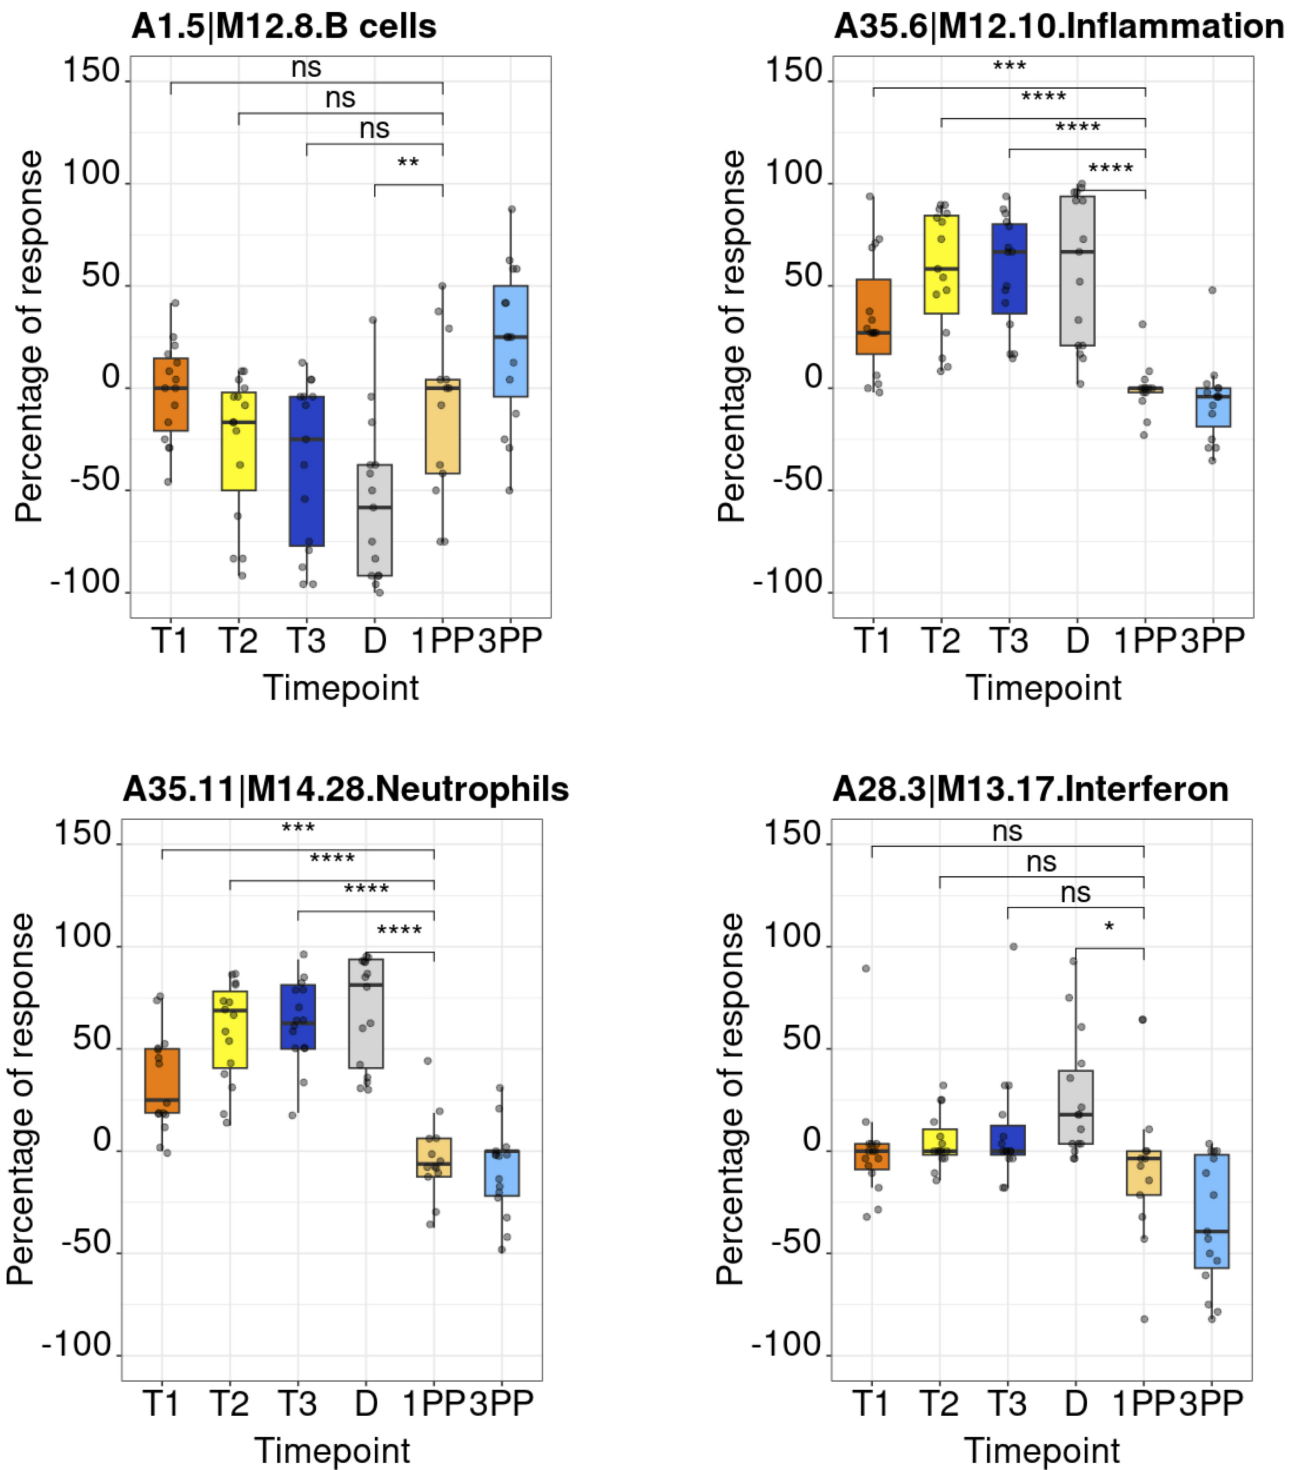 A1.5|M12.8.B cells
Percentage of response
150
100
50
0
-50
-100
ns
ns
ns
**
T1 T2 T3 D 1PP 3PP
Timepoint
A35.6|M12.10.Inflammation
Percentage of response
150
100
50
0
-50
-100
***
****
****
****
T1 T2 T3 D 1PP 3PP
Timepoint
A35.11|M14.28.Neutrophils
Percentage of response
150
100
50
0
-50
-100
***
****
****
****
T1 T2 T3 D 1PP 3PP
Timepoint
A28.3|M13.17.Interferon
Percentage of response
150
100
50
0
-50
-100
ns
ns
ns
*
T1 T2 T3 D 1PP 3PP
Timepoint